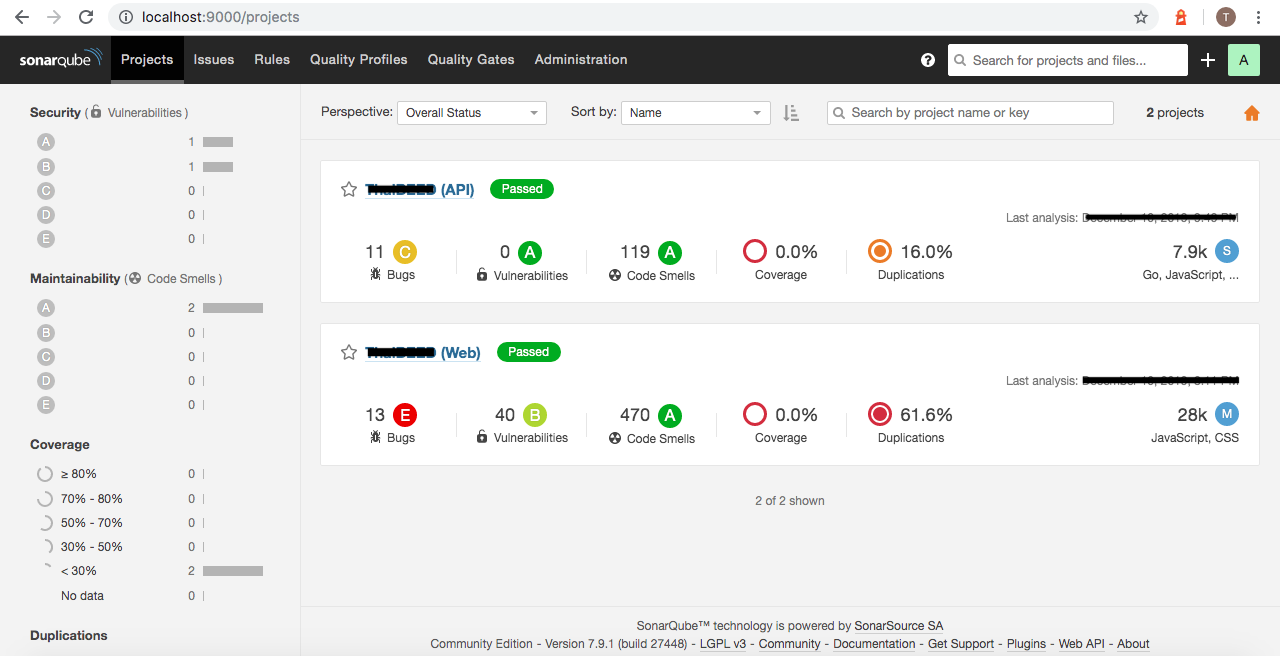 localhost:9000/projects
T
sonarqube Projects Issues Rules Quality Profiles Quality Gates Administration
? Search for projects and files... + A
Security ( Vulnerabilities )
A 1
B 1
C 0
D 0
E 0
Maintainability ( Code Smells )
A 2
B 0
C 0
D 0
E 0
Coverage
≥ 80% 0
70% - 80% 0
50% - 70% 0
30% - 50% 0
< 30% 2
No data 0
Duplications
Perspective: Overall Status Sort by: Name Search by project name or key 2 projects
(API) Passed
Last analysis:
11 C 0 A 119 A 0.0% 16.0% 7.9k S
Bugs Vulnerabilities Code Smells Coverage Duplications Go, JavaScript, ...
(Web) Passed
Last analysis:
13 E 40 B 470 A 0.0% 61.6% 28k M
Bugs Vulnerabilities Code Smells Coverage Duplications JavaScript, CSS
2 of 2 shown
SonarQube™ technology is powered by SonarSource SA
Community Edition - Version 7.9.1 (build 27448) - LGPL v3 - Community - Documentation - Get Support - Plugins - Web API - About